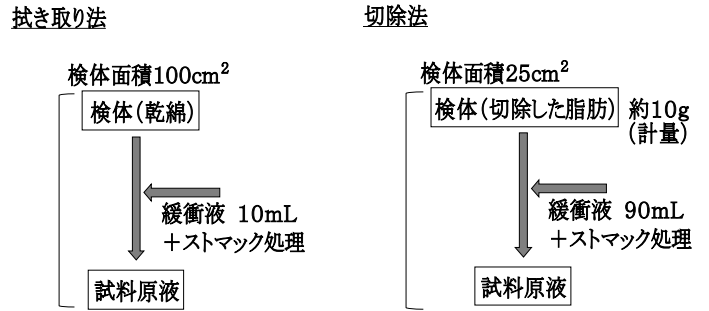 拭き取り法
検体面積100cm²
検体（乾綿）
緩衝液 10mL
＋ストマック処理
試料原液
切除法
検体面積25cm²
検体（切除した脂肪）
約10g
（計量）
緩衝液 90mL
＋ストマック処理
試料原液